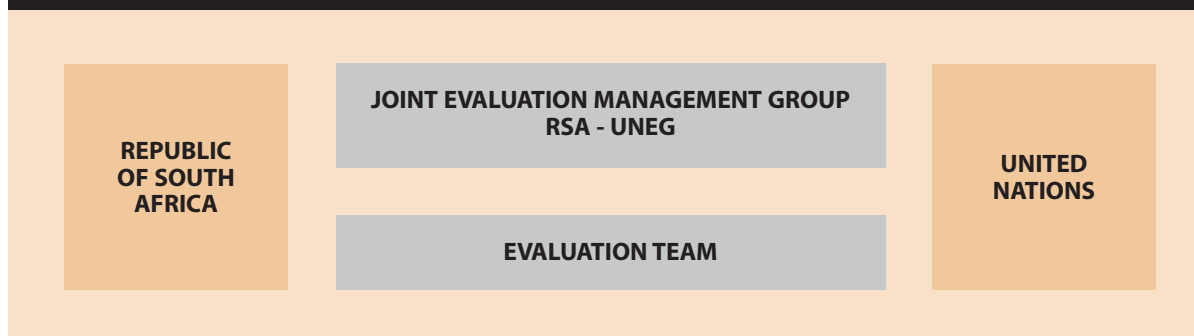 REPUBLIC
OF SOUTH
AFRICA
JOINT EVALUATION MANAGEMENT GROUP
RSA - UNEG
EVALUATION TEAM
UNITED
NATIONS